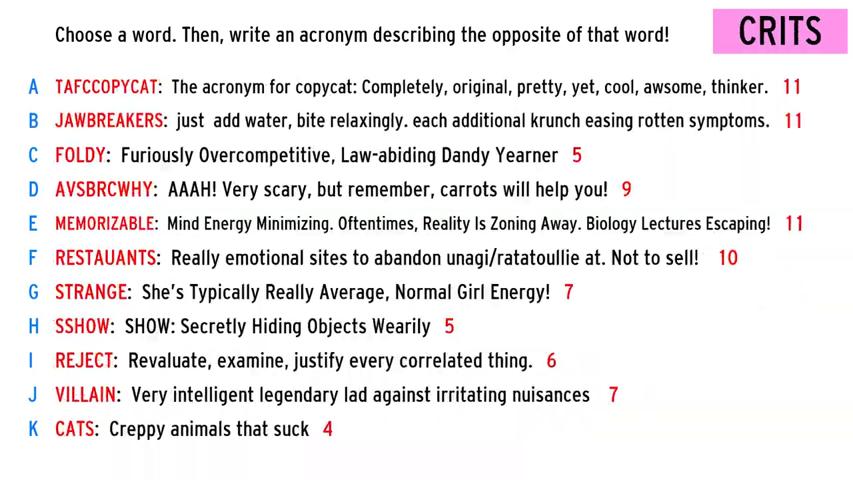 Choose a word. Then, write an acronym describing the opposite of that word!
CRITS
A TAFCCOPYCAT: The acronym for copycat: Completely, original, pretty, yet, cool, awsome, thinker. 11
B JAWBREAKERS: just add water, bite relaxingly. each additional krunch easing rotten symptoms. 11
C FOLDY: Furiously Overcompetitive, Law-abiding Dandy Yearner 5
D AVSBRCWHY: AAAH! Very scary, but remember, carrots will help you! 9
E MEMORIZABLE: Mind Energy Minimizing. Oftentimes, Reality Is Zoning Away. Biology Lectures Escaping! 11
F RESTAUANTS: Really emotional sites to abandon unagi/ratatoullie at. Not to sell! 10
G STRANGE: She's Typically Really Average, Normal Girl Energy! 7
H SSHOW: SHOW: Secretly Hiding Objects Wearily 5
I REJECT: Revaluate, examine, justify every correlated thing. 6
J VILLAIN: Very intelligent legendary lad against irritating nuisances 7
K CATS: Creppy animals that suck 4